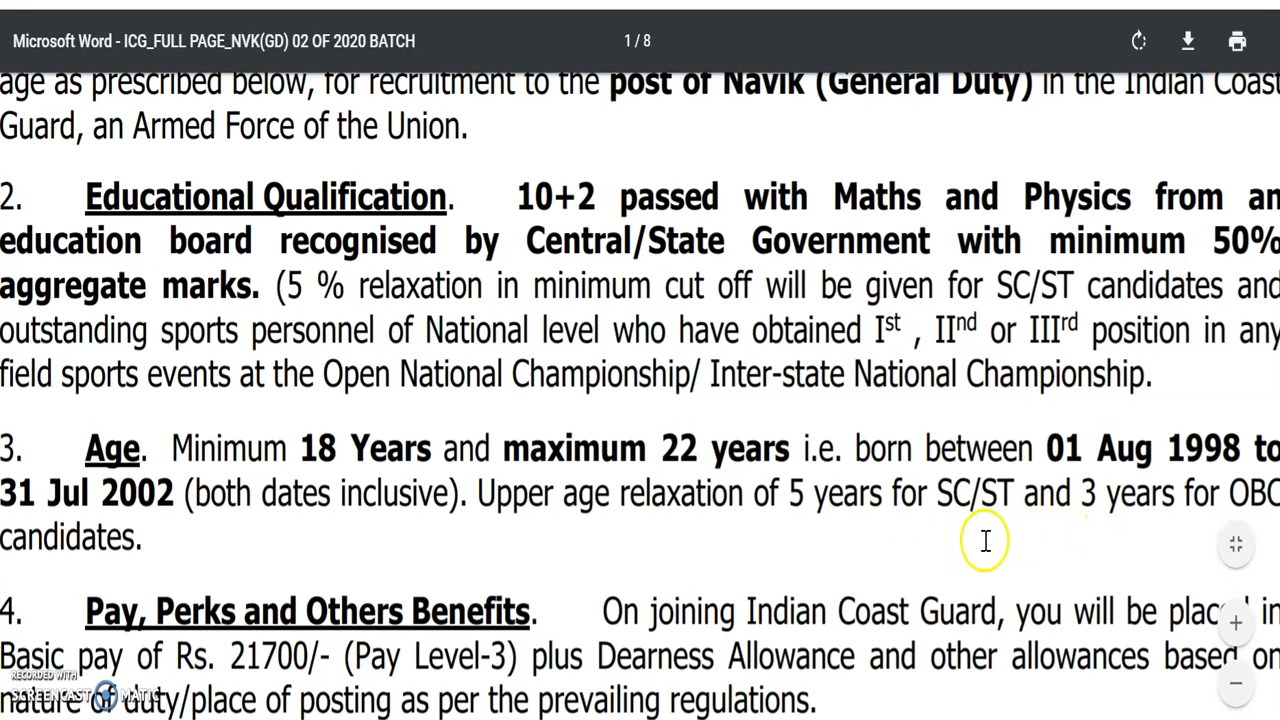 Microsoft Word - ICG_FULL PAGE_NVK(GD) 02 OF 2020 BATCH 1 / 8
age as prescribed below, for recruitment to the post of Navik (General Duty) in the Indian Coast
Guard, an Armed Force of the Union.
2. Educational Qualification. 10+2 passed with Maths and Physics from an
education board recognised by Central/State Government with minimum 50%
aggregate marks. (5 % relaxation in minimum cut off will be given for SC/ST candidates and
outstanding sports personnel of National level who have obtained Ist , IInd or IIIrd position in any
field sports events at the Open National Championship/ Inter-state National Championship.
3. Age. Minimum 18 Years and maximum 22 years i.e. born between 01 Aug 1998 to
31 Jul 2002 (both dates inclusive). Upper age relaxation of 5 years for SC/ST and 3 years for OBC
candidates.
4. Pay, Perks and Others Benefits. On joining Indian Coast Guard, you will be placed in
Basic pay of Rs. 21700/- (Pay Level-3) plus Dearness Allowance and other allowances based on
nature of duty/place of posting as per the prevailing regulations.
RECORDED WITH
SCREENCAST MATIC